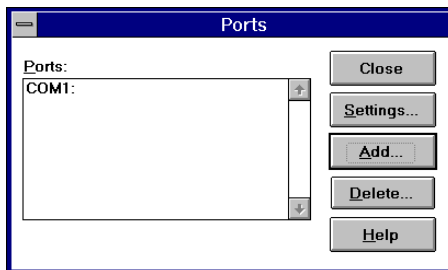 Ports
Ports:
COM1:
Close
Settings...
Add...
Delete...
Help